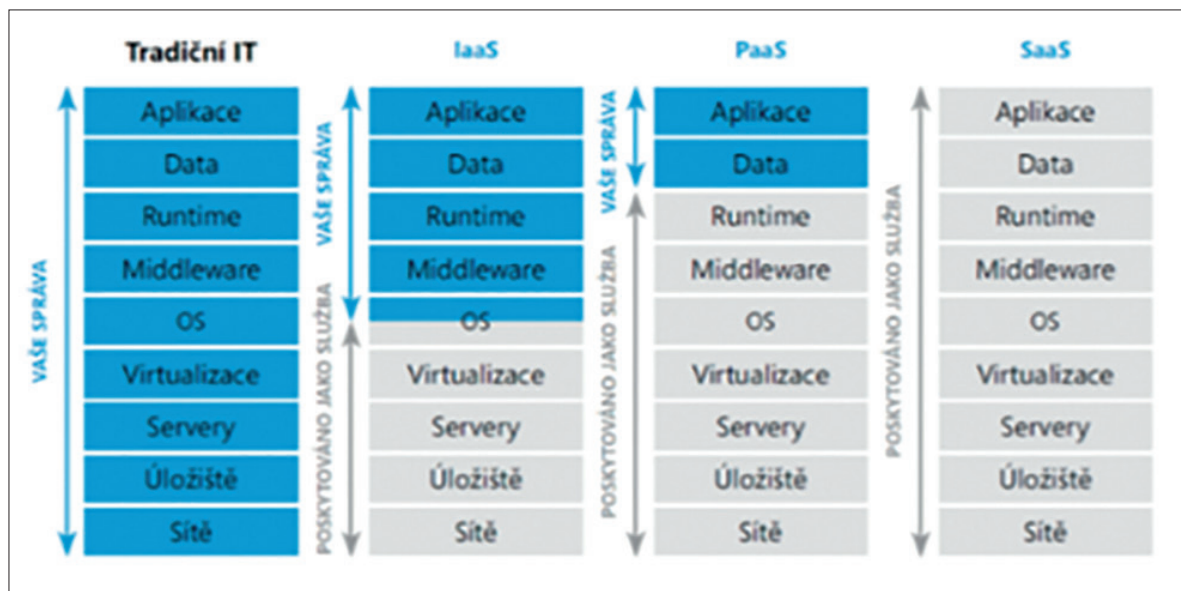 Tradiční IT
IaaS
PaaS
SaaS
VAŠE SPRÁVA
Aplikace
Data
Runtime
Middleware
OS
Virtualizace
Servery
Úložiště
Sítě
VAŠE SPRÁVA
POSKYTOVÁNO JAKO SLUŽBA
Aplikace
Data
Runtime
Middleware
OS
Virtualizace
Servery
Úložiště
Sítě
VAŠE SPRÁVA
POSKYTOVÁNO JAKO SLUŽBA
Aplikace
Data
Runtime
Middleware
OS
Virtualizace
Servery
Úložiště
Sítě
POSKYTOVÁNO JAKO SLUŽBA
Aplikace
Data
Runtime
Middleware
OS
Virtualizace
Servery
Úložiště
Sítě